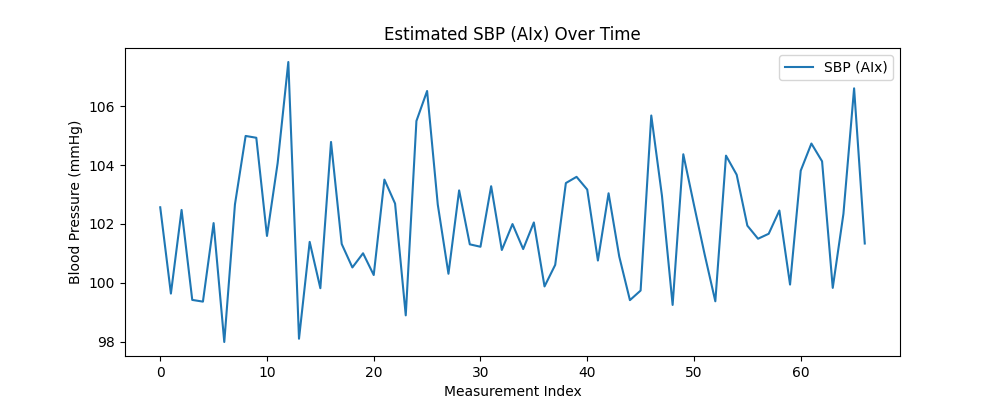 Estimated SBP (AIx) Over Time
SBP (AIx)
Blood Pressure (mmHg)
106
104
102
100
98
0 10 20 30 40 50 60
Measurement Index